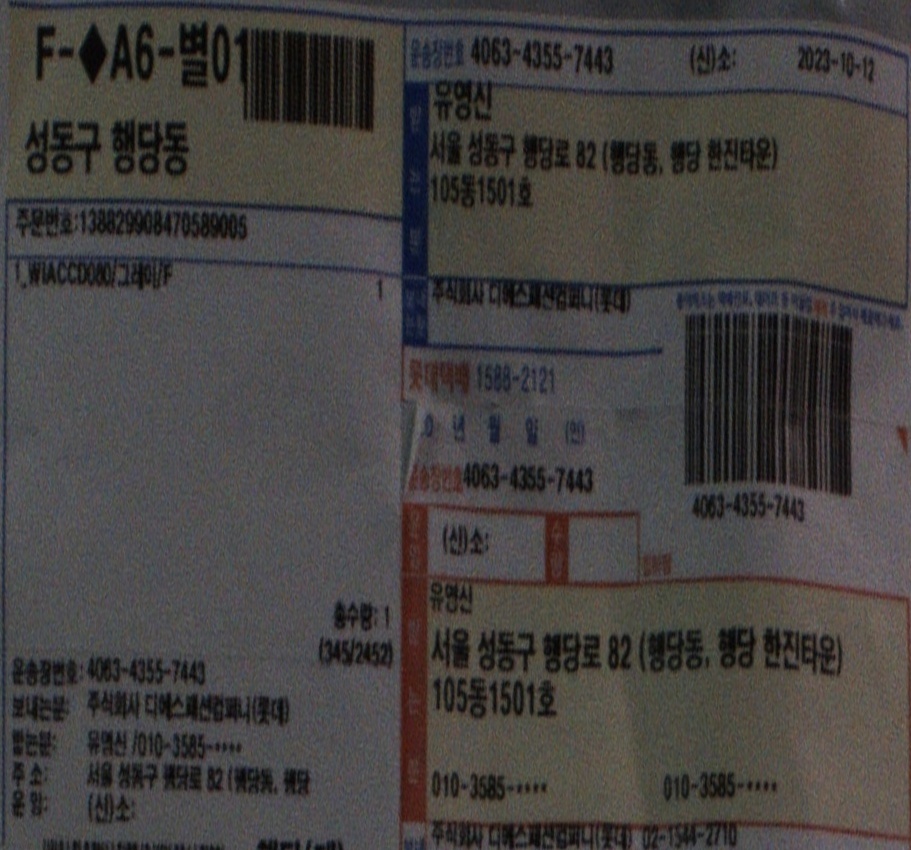 F-◆A6-별01
성동구 행당동
주문번호:138829908470589005
1_WIACCD080/그레이/F 1
총수량: 1
(345/2452)
운송장번호: 4063-4355-7443
보내는분: 주식회사 디에스패션컴퍼니(롯데)
받는분: 유영신 /010-3585-****
주 소: 서울 성동구 행당로 82 (행당동, 행당
운 임: (신)소:
운송장번호 4063-4355-7443 (신)소: 2023-10-12
유영신
서울 성동구 행당로 82 (행당동, 행당 한진타운)
105동1501호
주식회사 디에스패션컴퍼니(롯데)
롯데택배 1588-2121
년 월 일 (인)
운송장번호4063-4355-7443
4063-4355-7443
(신)소: 수량
유영신
서울 성동구 행당로 82 (행당동, 행당 한진타운)
105동1501호
010-3585-**** 010-3585-****
주식회사 디에스패션컴퍼니(롯데) 02-1544-2710